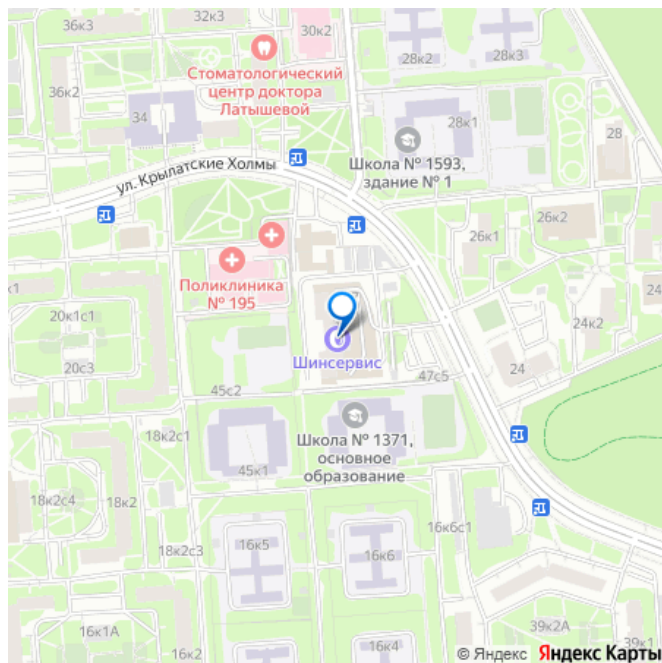 36к3
32к3
30к2
28к2
28к3
Стоматологический
центр доктора
Латышевой
36к2
34
28к1
28
Школа № 1593,
здание № 1
ул. Крылатские Холмы
26к2
26к1
Поликлиника
№ 195
к1
20к1с1
24
24к2
Шинсервис
20с3
47с5
24
45с2
Школа № 1371,
основное
образование
18к2с1
45к1
18к2с4
18к2
18к2с3
16к5
16к6
16к6с1
16к1А
16к4
39к2А
39к1
© Яндекс Яндекс Карты